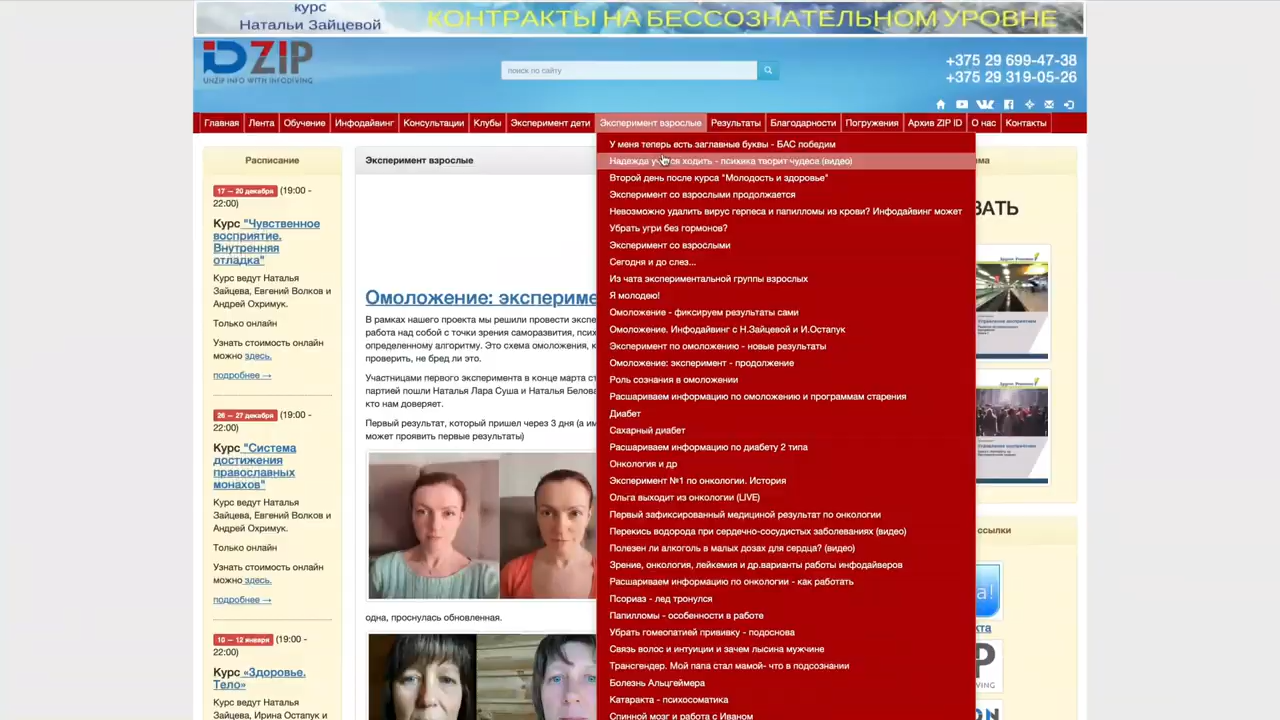 курс
Натальи Зайцевой
КОНТРАКТЫ НА БЕССОЗНАТЕЛЬНОМ УРОВНЕ
ZIP
UNZIP INFO WITH INFODIVING
поиск по сайту
+375 29 699-47-38
+375 29 319-05-26
Главная Лента Обучение Инфодайвинг Консультации Клубы Эксперимент дети Эксперимент взрослые Результаты Благодарности Погружения Архив ZIP ID О нас Контакты
Расписание
17 — 20 декабря (19:00 -
22:00)
Курс "Чувственное
восприятие.
Внутренняя
отладка"
Курс ведут Наталья
Зайцева, Евгений Волков и
Андрей Охримук.
Только онлайн
Узнать стоимость онлайн
можно здесь.
подробнее →
26 — 27 декабря (19:00 -
22:00)
Курс "Система
достижения
православных
монахов"
Курс ведут Наталья
Зайцева, Евгений Волков и
Андрей Охримук.
Только онлайн
Узнать стоимость онлайн
можно здесь.
подробнее →
10 — 12 января (19:00 -
22:00)
Курс «Здоровье.
Тело»
Курс ведут Наталья
Зайцева, Ирина Остапук и
Эксперимент взрослые
Омоложение: эксперимe
В рамках нашего проекта мы решили провести экспе
работа над собой с точки зрения саморазвития, псих
определенному алгоритму. Это схема омоложения, к
проверить, не бред ли это.
Участницами первого эксперимента в конце марта ст
партией пошли Наталья Лара Суша и Наталья Белова
кто нам доверяет.
Первый результат, который пришел через 3 дня (а им
может проявить первые результаты)
одна, проснулась обновленная.
У меня теперь есть заглавные буквы - БАС победим
Надежда учится ходить - психика творит чудеса (видео)
Второй день после курса "Молодость и здоровье"
Эксперимент со взрослыми продолжается
Невозможно удалить вирус герпеса и папилломы из крови? Инфодайвинг может
Убрать угри без гормонов?
Эксперимент со взрослыми
Сегодня и до слез...
Из чата экспериментальной группы взрослых
Я молодею!
Омоложение - фиксируем результаты сами
Омоложение. Инфодайвинг с Н.Зайцевой и И.Остапук
Эксперимент по омоложению - новые результаты
Омоложение: эксперимент - продолжение
Роль сознания в омоложении
Расшариваем информацию по омоложению и программам старения
Диабет
Сахарный диабет
Расшариваем информацию по диабету 2 типа
Онкология и др
Эксперимент №1 по онкологии. История
Ольга выходит из онкологии (LIVE)
Первый зафиксированный медициной результат по онкологии
Перекись водорода при сердечно-сосудистых заболеваниях (видео)
Полезен ли алкоголь в малых дозах для сердца? (видео)
Зрение, онкология, лейкемия и др.варианты работы инфодайверов
Расшариваем информацию по онкологии - как работать
Псориаз - лед тронулся
Папилломы - особенности в работе
Убрать гомеопатией прививку - подоснова
Связь волос и интуиции и зачем лысина мужчине
Трансгендер. Мой папа стал мамой- что в подсознании
Болезнь Альцгеймера
Катаракта - психосоматика
Спинной мозг и работа с Иваном
ма
ВАТЬ
ссылки
а!
кта
P
VING